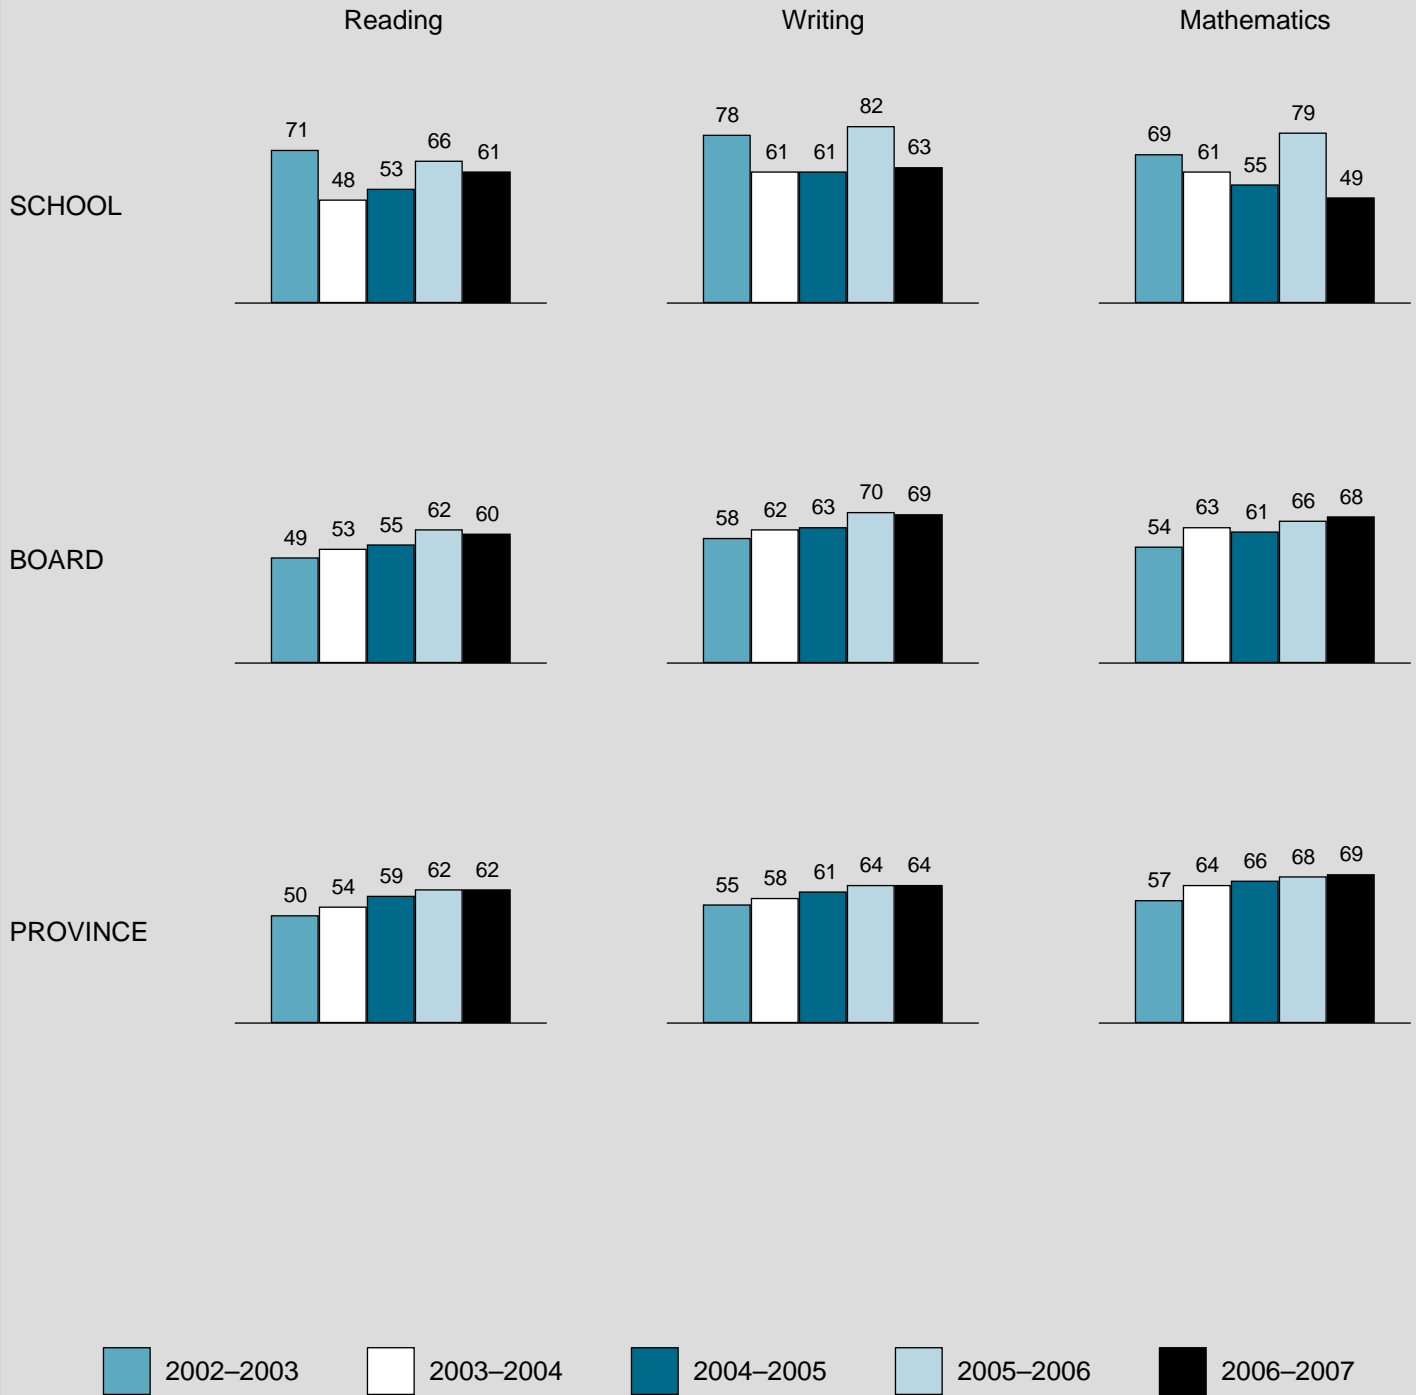 Reading Writing Mathematics
SCHOOL
71 48 53 66 61
78 61 61 82 63
69 61 55 79 49
BOARD
49 53 55 62 60
58 62 63 70 69
54 63 61 66 68
PROVINCE
50 54 59 62 62
55 58 61 64 64
57 64 66 68 69
2002–2003 2003–2004 2004–2005 2005–2006 2006–2007